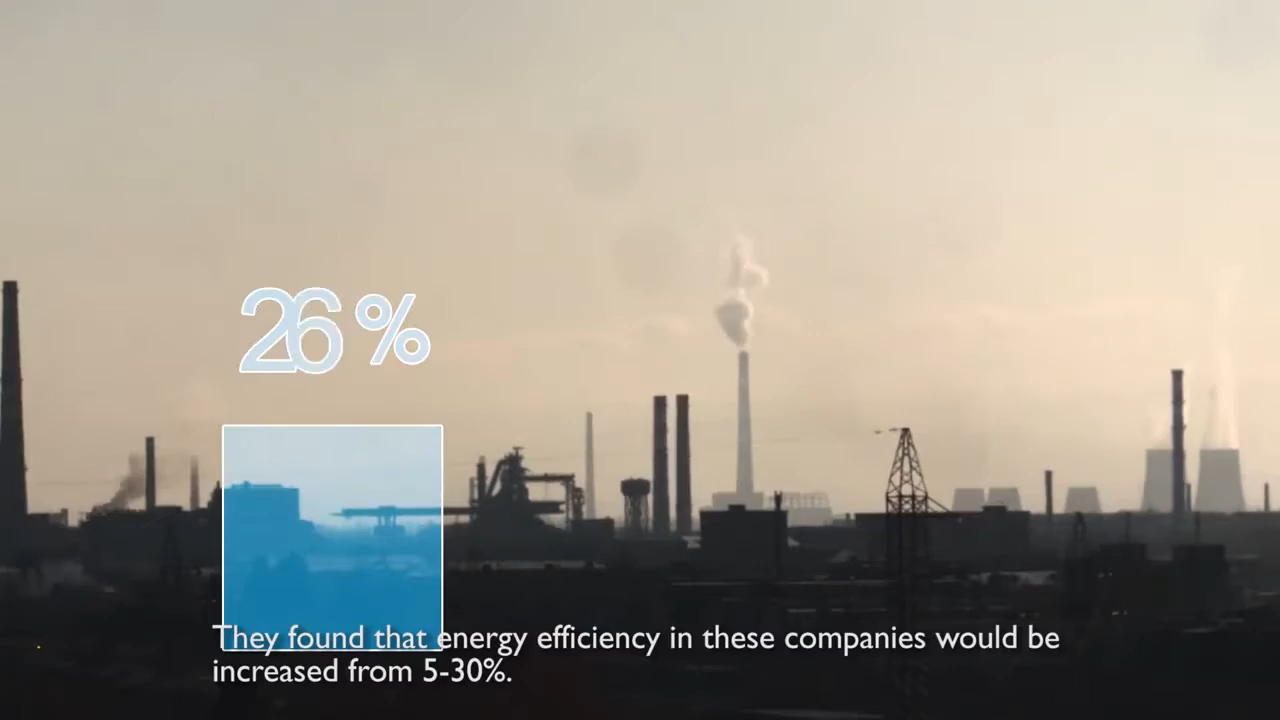 26%
They found that energy efficiency in these companies would be
increased from 5-30%.